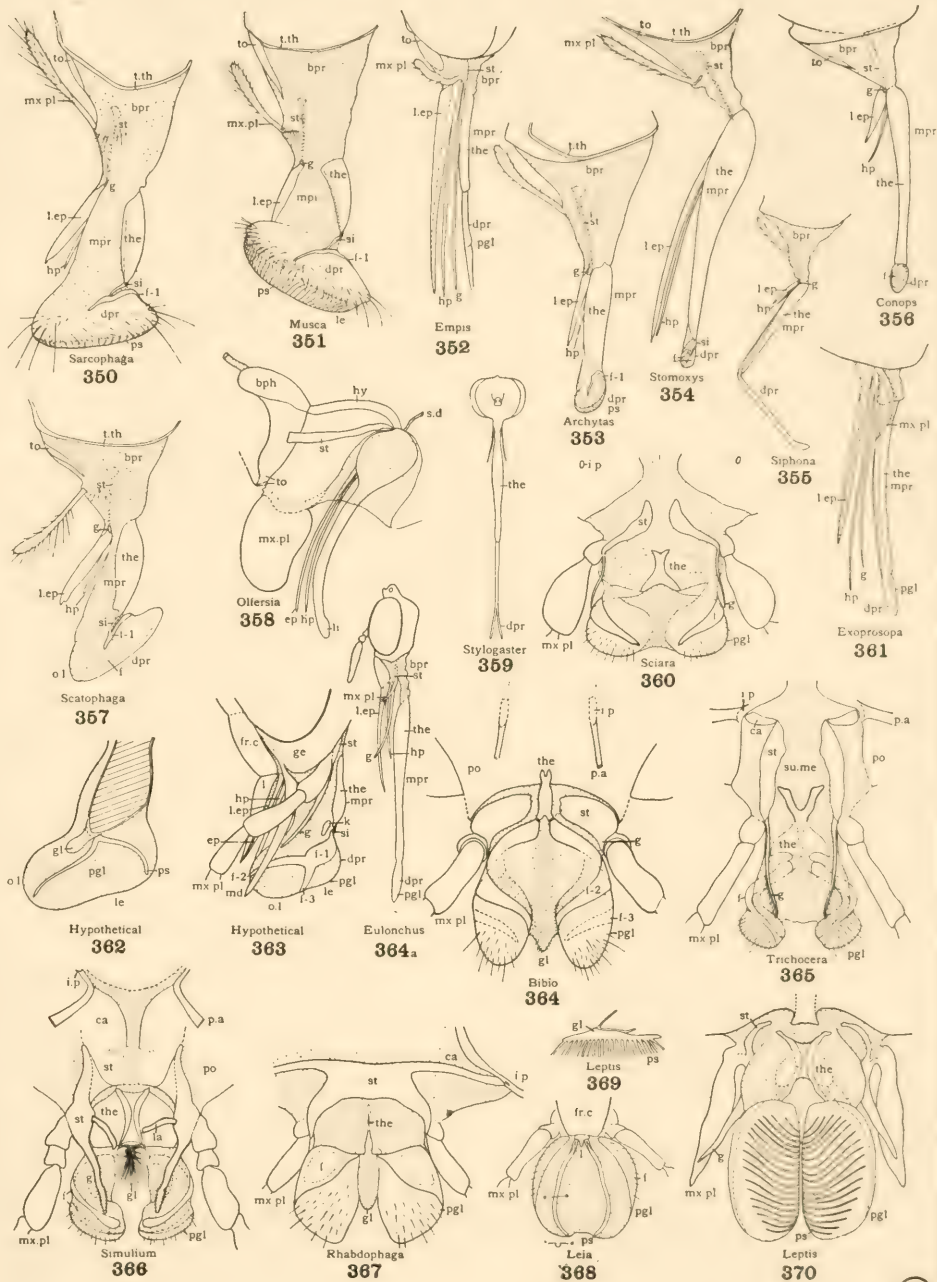 to
t.th
bpr
mx pl
st
g
l.ep
mpr
the
hp
si
f-1
dpr
ps
Sarcophaga
350
to
t.th
bpr
mx.pl
st
g
the
l.ep
mpr
si
f-1
f
dpr
ps
le
Musca
351
to
mx pl
st
bpr
l.ep
mpr
the
dpr
pgl
hp
g
Empis
352
t.th
bpr
st
g
mpr
l ep
the
hp
f-1
dpr
ps
Archytas
353
to
t th
bpr
mx pl
st
the
mpr
l ep
hp
si
dpr
f
Stomoxys
354
bpr
l ep
g
hp
the
mpr
dpr
Siphona
355
bpr
to
st
g
l ep
mpr
hp
the
f
dpr
Conops
356
t.th
to
bpr
st
g
the
l.ep
mpr
hp
si
f-1
f
o l
dpr
Scatophaga
357
bph
hy
s.d
st
to
mx.pl
ep hp
lt
Olfersia
358
the
dpr
Stylogaster
359
O-i p
O
st
the
g
f
mx pl
pgl
Sciara
360
mx pl
the
mpr
l ep
g
hp
pgl
dpr
Exoprosopa
361
gl
pgl
ps
o l
le
Hypothetical
362
fr.c
ge
st
l
hp
the
l.ep
mpr
ep
g
k
si
mx pl
f-1
f-2
dpr
md
pgl
le
o.l
f-3
Hypothetical
363
bpr
st
mx pl
l.ep
the
hp
g
mpr
dpr
pgl
Eulonchus
364a
i p
p.a
po
the
st
g
f-2
f-3
mx pl
pgl
gl
Bibio
364
i p
ca
p.a
st
po
su.me
the
f
g
mx pl
pgl
Trichocera
365
i.p
ca
p.a
st
po
the
st
la
g
gl
mx.pl
pgl
Simulium
366
ca
i p
st
the
f
mx pl
pgl
gl
Rhabdophaga
367
gl
ps
Leptis
369
fr.c
l
mx pl
f
ps
Leia
368
st
the
g
mx pl
pgl
ps
Leptis
370